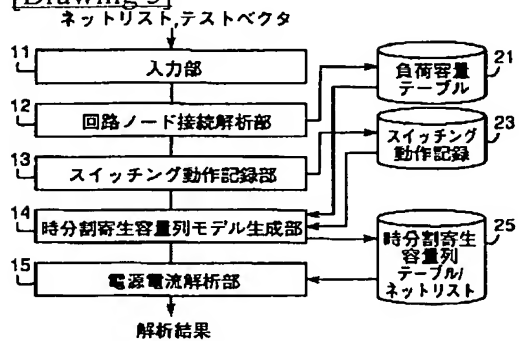 [Drawing 3]
ネットリスト,テストベクタ
11
入力部
12
回路ノード接続解析部
13
スイッチング動作記録部
14
時分割寄生容量列モデル生成部
15
電源電流解析部
解析結果
21
負荷容量
テーブル
23
スイッチング
動作記録
25
時分割寄生
容量列
テーブル/
ネットリスト